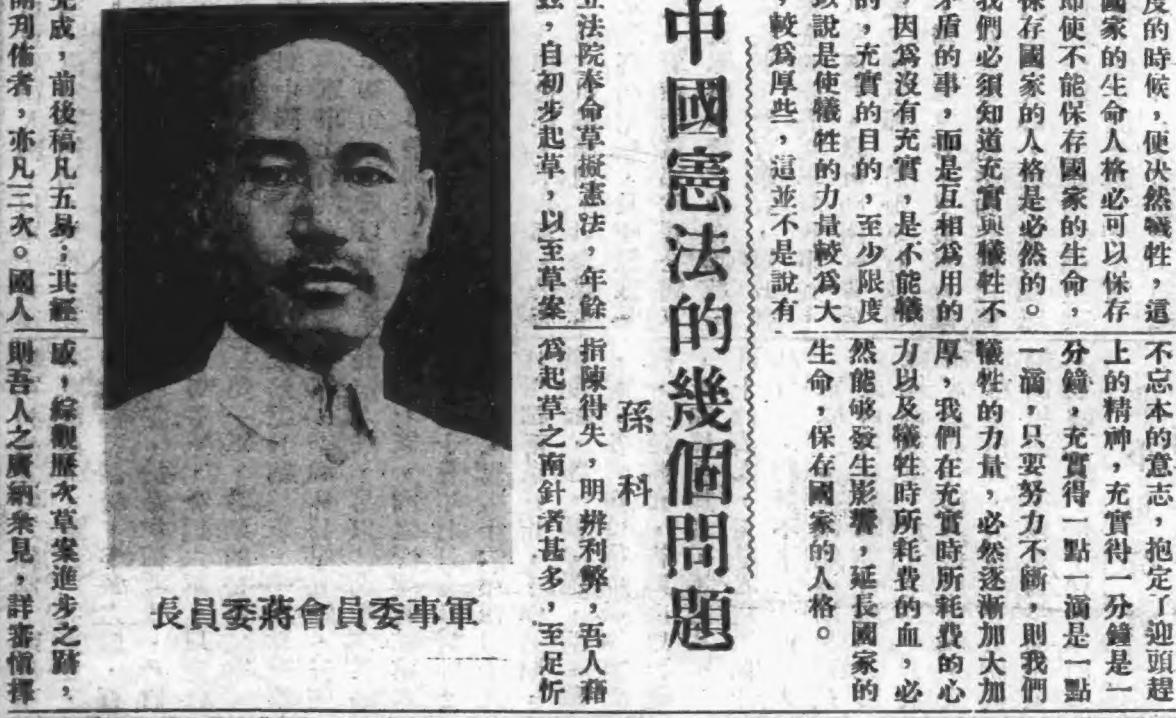 度的時候，便决然犧牲，這
國家的生命人格必可以保存
即使不能保存國家的生命，
保存國家的人格是必然的。
我們必須知道充實與犧牲不
矛盾的事，而是互相爲用的
，因爲沒有充實，是不能犧
的，充實的目的，至少限度
以說是使犧牲的力量較爲大
，較爲厚些，這並不是說有
不忘本的意志，抱定了迎頭趕
上的精神，充實得一分鐘是一
分鐘，充實得一點一滴是一點
一滴，只要努力不斷，則我們
犧牲的力量，必然逐漸加大加
厚，我們在充實時所耗費的心
力以及犧牲時所耗費的血，必
然能够發生影響，延長國家的
生命，保存國家的人格。
中國憲法的幾個問題
孫科
立法院奉命草擬憲法，年餘
，自初步起草，以至草案
完成，前後稿凡五易；其經
刊佈者，亦凡三次。國人
指陳得失，明辨利弊，吾人藉
爲起草之南針者甚多，至足忻
感，綜觀歷次草案進步之跡，
則吾人之廣納衆見，詳審愼擇
軍事委員會蔣委員長